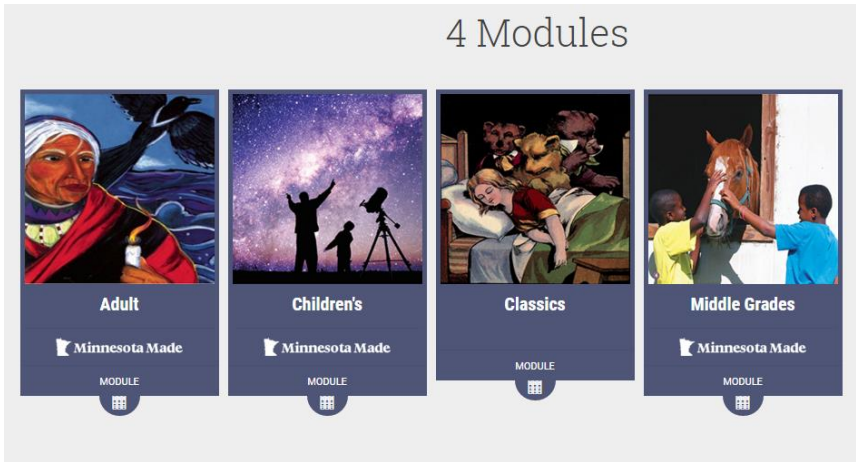 4 Modules
Adult
Minnesota Made
MODULE
Children's
Minnesota Made
MODULE
Classics
MODULE
Middle Grades
Minnesota Made
MODULE